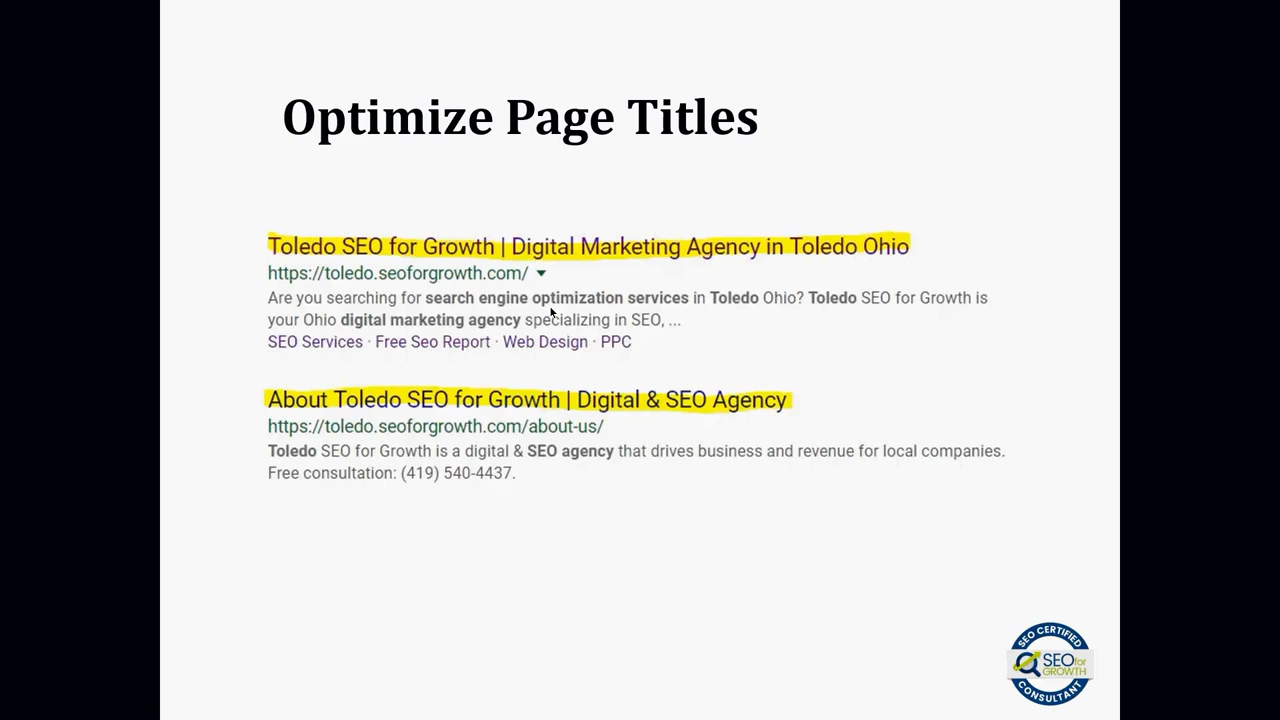 Optimize Page Titles
Toledo SEO for Growth | Digital Marketing Agency in Toledo Ohio
https://toledo.seoforgrowth.com/
Are you searching for search engine optimization services in Toledo Ohio? Toledo SEO for Growth is
your Ohio digital marketing agency specializing in SEO, ...
SEO Services · Free Seo Report · Web Design · PPC
About Toledo SEO for Growth | Digital & SEO Agency
https://toledo.seoforgrowth.com/about-us/
Toledo SEO for Growth is a digital & SEO agency that drives business and revenue for local companies.
Free consultation: (419) 540-4437.
SEO CERTIFIED
SEO for
GROWTH
CONSULTANT